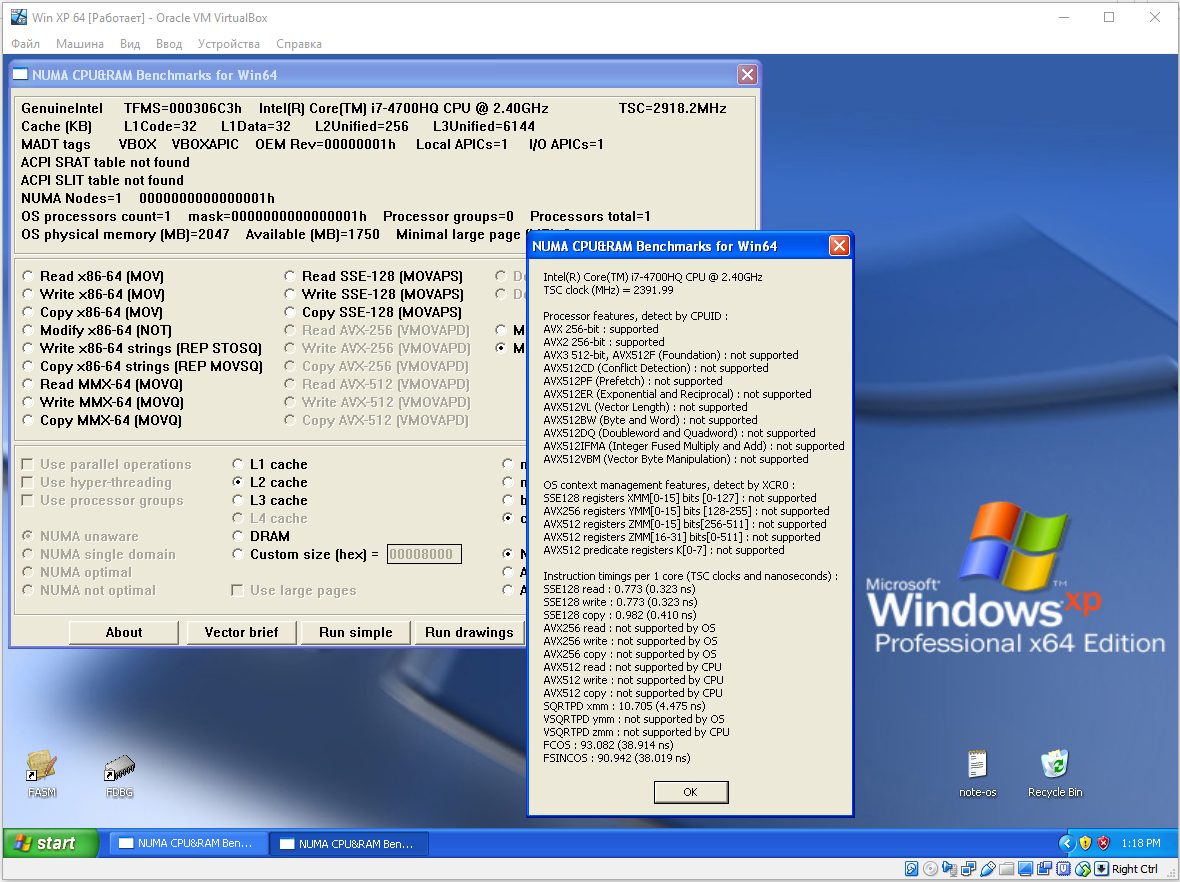 Win XP 64 [Работает] - Oracle VM VirtualBox
Файл Машина Вид Ввод Устройства Справка
NUMA CPU&RAM Benchmarks for Win64
GenuineIntel TFMS=000306C3h Intel(R) Core(TM) i7-4700HQ CPU @ 2.40GHz TSC=2918.2MHz
Cache (KB) L1Code=32 L1Data=32 L2Unified=256 L3Unified=6144
MADT tags VBOX VBOXAPIC OEM Rev=00000001h Local APICs=1 I/O APICs=1
ACPI SRAT table not found
ACPI SLIT table not found
NUMA Nodes=1 0000000000000001h
OS processors count=1 mask=0000000000000001h Processor groups=0 Processors total=1
OS physical memory (MB)=2047 Available (MB)=1750 Minimal large page
Read x86-64 (MOV)
Write x86-64 (MOV)
Copy x86-64 (MOV)
Modify x86-64 (NOT)
Write x86-64 strings (REP STOSQ)
Copy x86-64 strings (REP MOVSQ)
Read MMX-64 (MOVQ)
Write MMX-64 (MOVQ)
Copy MMX-64 (MOVQ)
Read SSE-128 (MOVAPS)
Write SSE-128 (MOVAPS)
Copy SSE-128 (MOVAPS)
Read AVX-256 (VMOVAPD)
Write AVX-256 (VMOVAPD)
Copy AVX-256 (VMOVAPD)
Read AVX-512 (VMOVAPD)
Write AVX-512 (VMOVAPD)
Copy AVX-512 (VMOVAPD)
Use parallel operations
Use hyper-threading
Use processor groups
NUMA unaware
NUMA single domain
NUMA optimal
NUMA not optimal
L1 cache
L2 cache
L3 cache
L4 cache
DRAM
Custom size (hex) = 00008000
Use large pages
About Vector brief Run simple Run drawings
NUMA CPU&RAM Benchmarks for Win64
Intel(R) Core(TM) i7-4700HQ CPU @ 2.40GHz
TSC clock (MHz) = 2391.99
Processor features, detect by CPUID :
AVX 256-bit : supported
AVX2 256-bit : supported
AVX3 512-bit, AVX512F (Foundation) : not supported
AVX512CD (Conflict Detection) : not supported
AVX512PF (Prefetch) : not supported
AVX512ER (Exponential and Reciprocal) : not supported
AVX512VL (Vector Length) : not supported
AVX512BW (Byte and Word) : not supported
AVX512DQ (Doubleword and Quadword) : not supported
AVX512IFMA (Integer Fused Multiply and Add) : not supported
AVX512VBM (Vector Byte Manipulation) : not supported
OS context management features, detect by XCR0 :
SSE128 registers XMM[0-15] bits [0-127] : not supported
AVX256 registers YMM[0-15] bits [128-255] : not supported
AVX512 registers ZMM[0-15] bits[256-511] : not supported
AVX512 registers ZMM[16-31] bits[0-511] : not supported
AVX512 predicate registers K[0-7] : not supported
Instruction timings per 1 core (TSC clocks and nanoseconds) :
SSE128 read : 0.773 (0.323 ns)
SSE128 write : 0.773 (0.323 ns)
SSE128 copy : 0.982 (0.410 ns)
AVX256 read : not supported by OS
AVX256 write : not supported by OS
AVX256 copy : not supported by OS
AVX512 read : not supported by CPU
AVX512 write : not supported by CPU
AVX512 copy : not supported by CPU
SQRTPD xmm : 10.705 (4.475 ns)
VSQRTPD ymm : not supported by OS
VSQRTPD zmm : not supported by CPU
FCOS : 93.082 (38.914 ns)
FSINCOS : 90.942 (38.019 ns)
OK
Microsoft
Windows xp
TM
Professional x64 Edition
FASM
FDBG
note-os
Recycle Bin
start
NUMA CPU&RAM Ben...
NUMA CPU&RAM Ben...
1:18 PM
Right Ctrl